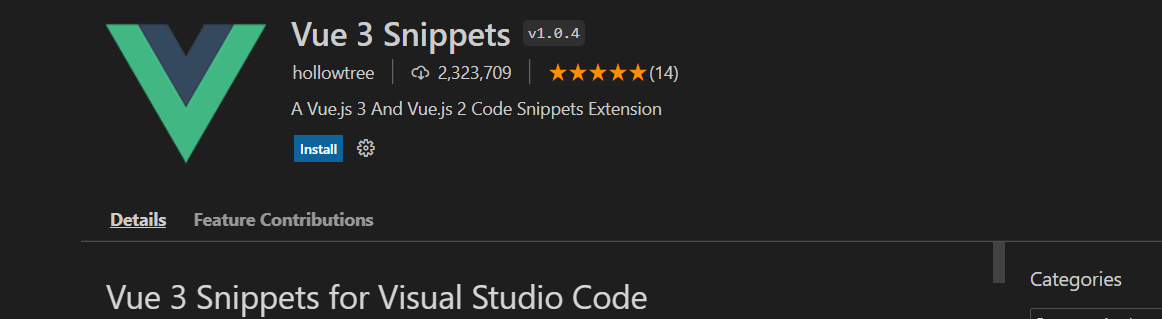 Vue 3 Snippets v1.0.4
hollowtree 2,323,709 (14)
A Vue.js 3 And Vue.js 2 Code Snippets Extension
Install
Details Feature Contributions
Categories
Vue 3 Snippets for Visual Studio Code